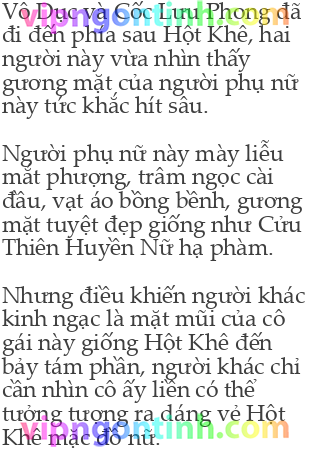 Vô Dục và Cốc Lưu Phong đã
vipngontinh.com
đi đến phía sau Hột Khê, hai
người này vừa nhìn thấy
gương mặt của người phụ nữ
này tức khắc hít sâu.
Người phụ nữ này mày liễu
mắt phượng, trâm ngọc cài
đầu, vạt áo bồng bềnh, gương
mặt tuyệt đẹp giống như Cửu
Thiên Huyền Nữ hạ phàm.
Nhưng điều khiến người khác
kinh ngạc là mặt mũi của cô
gái này giống Hột Khê đến
bảy tám phần, người khác chỉ
cần nhìn cô ấy liền có thể
tưởng tượng ra dáng vẻ Hột
vipngontinh.com
Khê mặc đồ nữ.